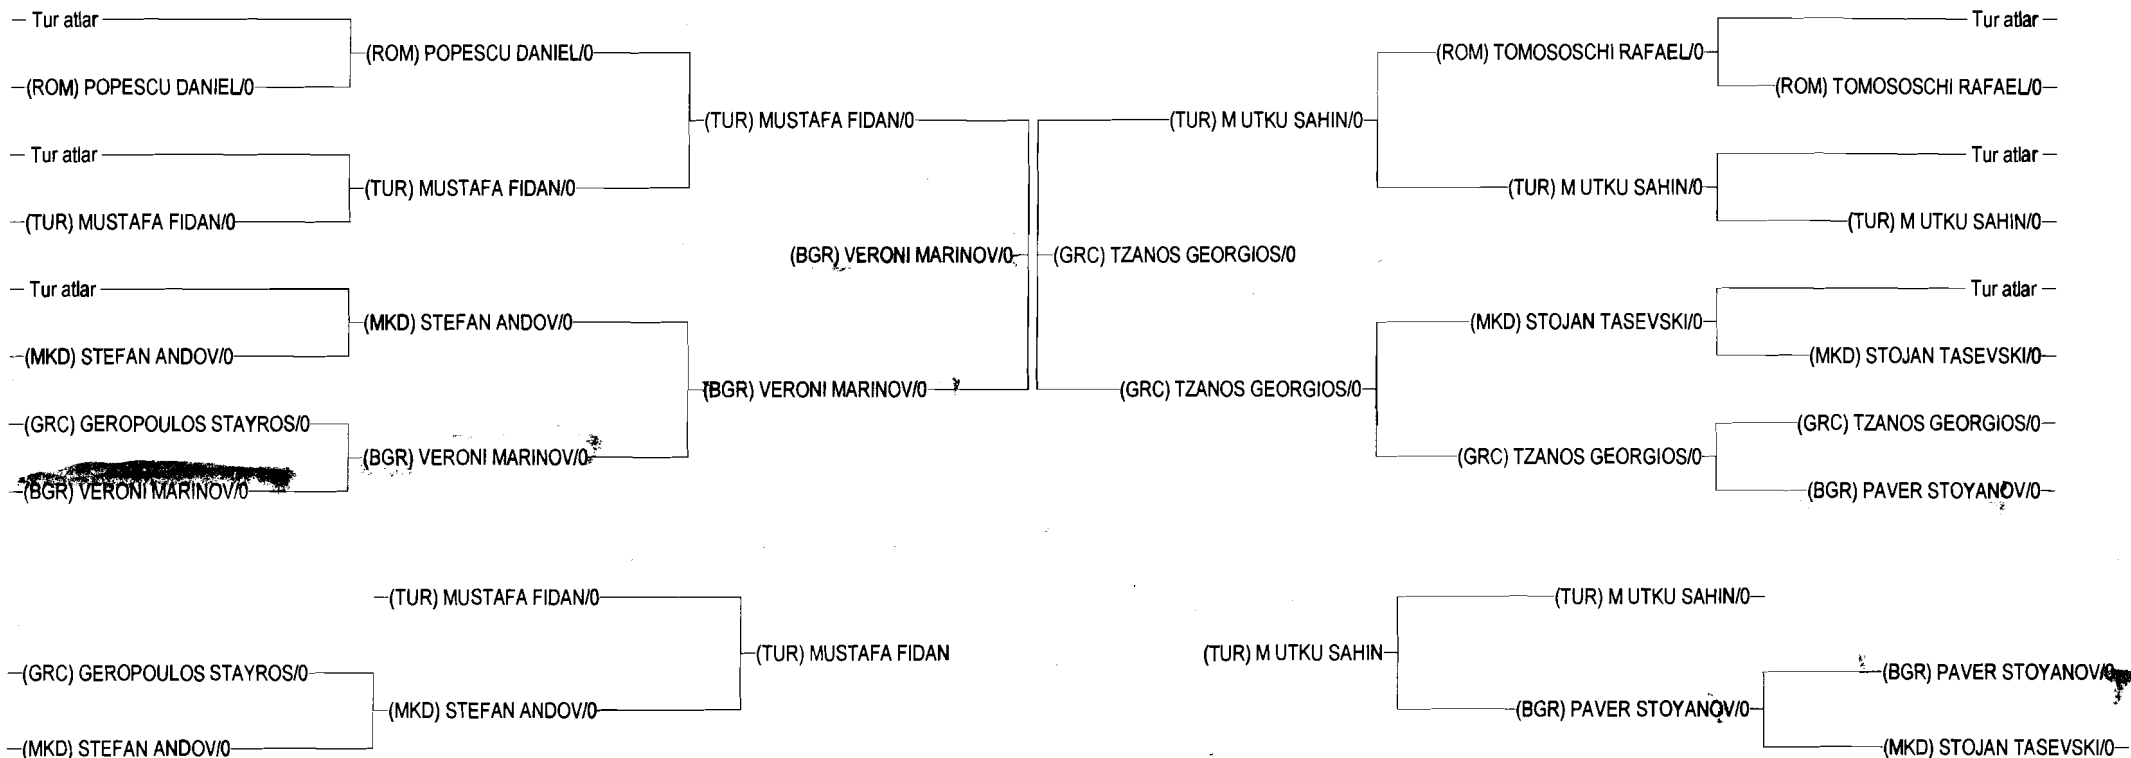 Tur atlar
(ROM) POPESCU DANIEL/0
(ROM) POPESCU DANIEL/0
Tur atlar
(TUR) MUSTAFA FIDAN/0
(TUR) MUSTAFA FIDAN/0
(TUR) MUSTAFA FIDAN/0
Tur atlar
(MKD) STEFAN ANDOV/0
(MKD) STEFAN ANDOV/0
(GRC) GEROPOULOS STAYROS/0
(BGR) VERONI MARINOV/0
(BGR) VERONI MARINOV/0
(BGR) VERONI MARINOV/0
(BGR) VERONI MARINOV/0
(GRC) TZANOS GEORGIOS/0
(TUR) M UTKU SAHIN/0
(GRC) TZANOS GEORGIOS/0
(ROM) TOMOSOSCHI RAFAEL/0
(TUR) M UTKU SAHIN/0
(MKD) STOJAN TASEVSKI/0
(GRC) TZANOS GEORGIOS/0
Tur atlar
(ROM) TOMOSOSCHI RAFAEL/0
Tur atlar
(TUR) M UTKU SAHIN/0
Tur atlar
(MKD) STOJAN TASEVSKI/0
(GRC) TZANOS GEORGIOS/0
(BGR) PAVER STOYANOV/0
(TUR) MUSTAFA FIDAN/0
(GRC) GEROPOULOS STAYROS/0
(MKD) STEFAN ANDOV/0
(MKD) STEFAN ANDOV/0
(TUR) MUSTAFA FIDAN
(TUR) M UTKU SAHIN
(TUR) M UTKU SAHIN/0
(BGR) PAVER STOYANOV/0
(BGR) PAVER STOYANOV/0
(MKD) STOJAN TASEVSKI/0